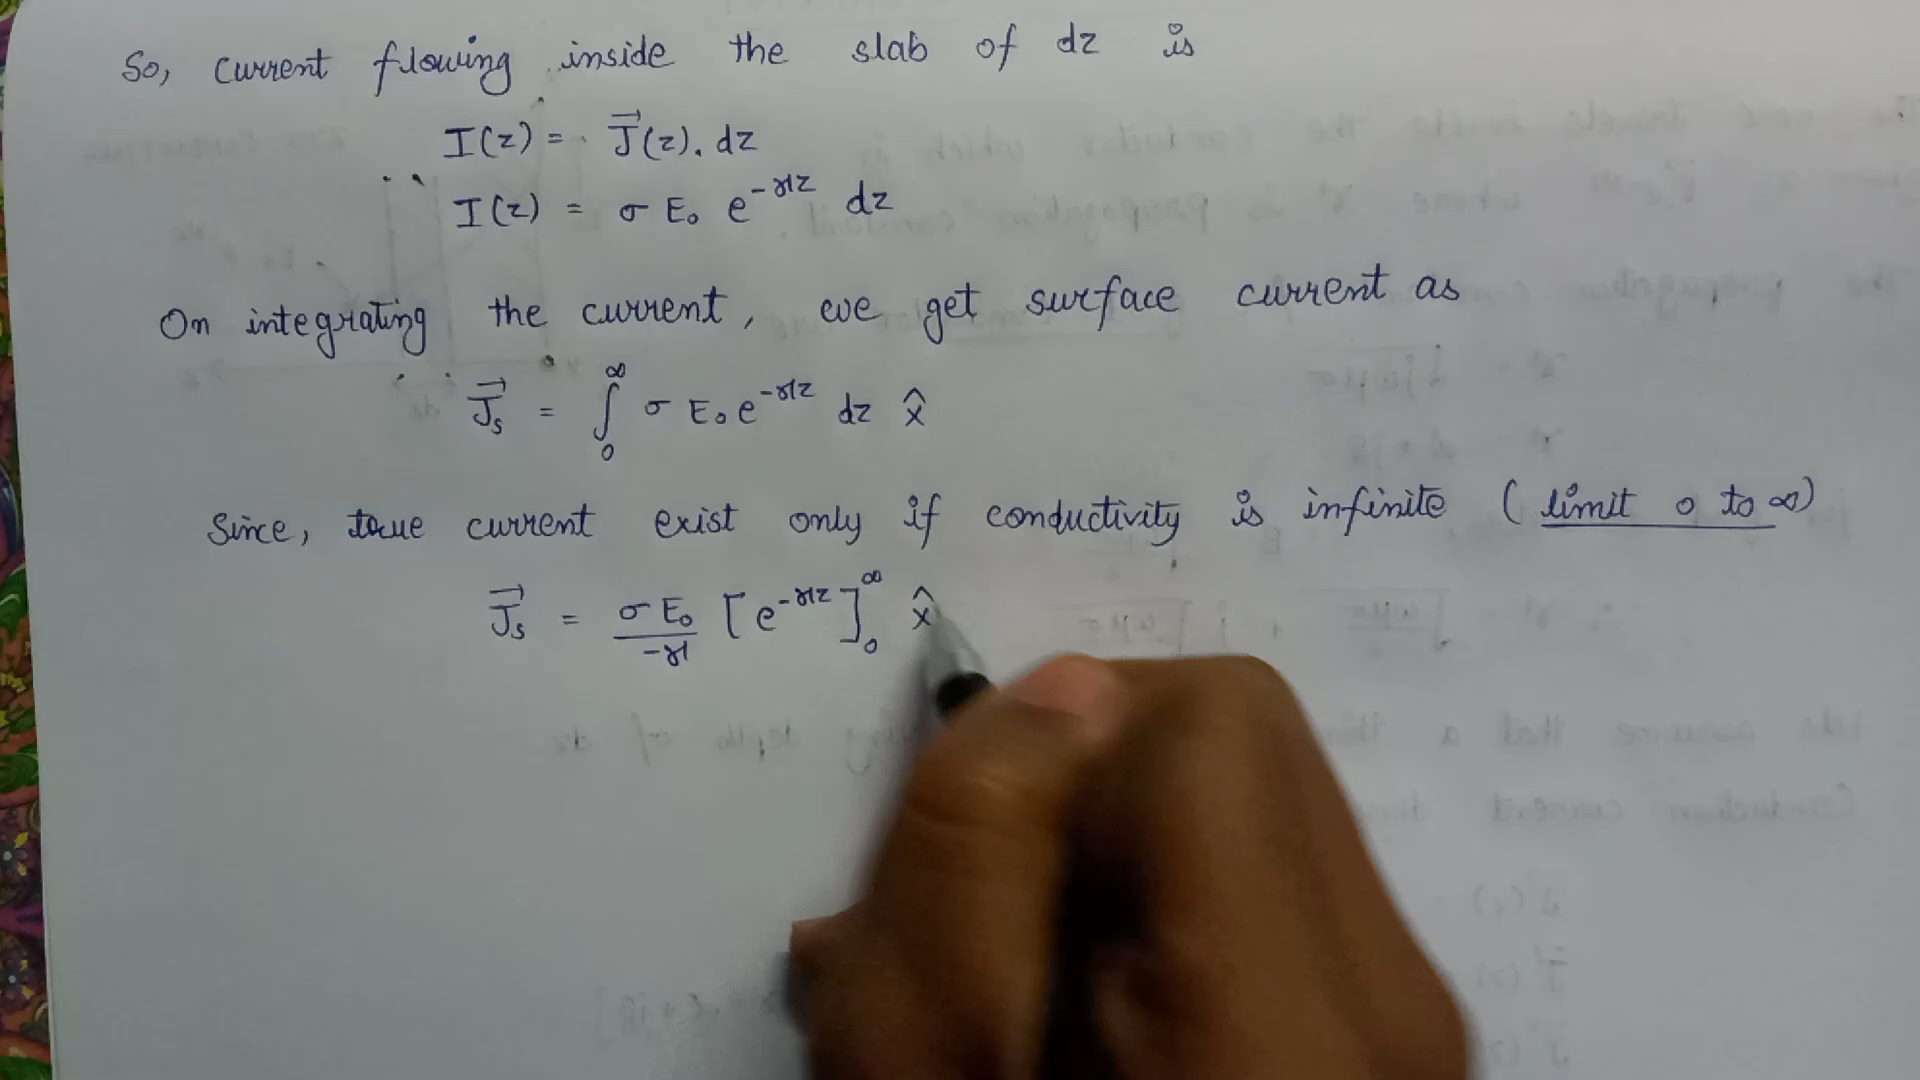 So, current flowing inside the slab of dz is
I(z) = J⃗(z). dz
I(z) = σ E₀ e^{-γz} dz
On integrating the current, we get surface current as
J⃗ₛ = ∫₀^∞ σ E₀ e^{-γz} dz x̂
Since, true current exist only if conductivity is infinite (limit 0 to ∞)
J⃗ₛ = σ E₀ / -γ [e^{-γz}]₀^∞ x̂